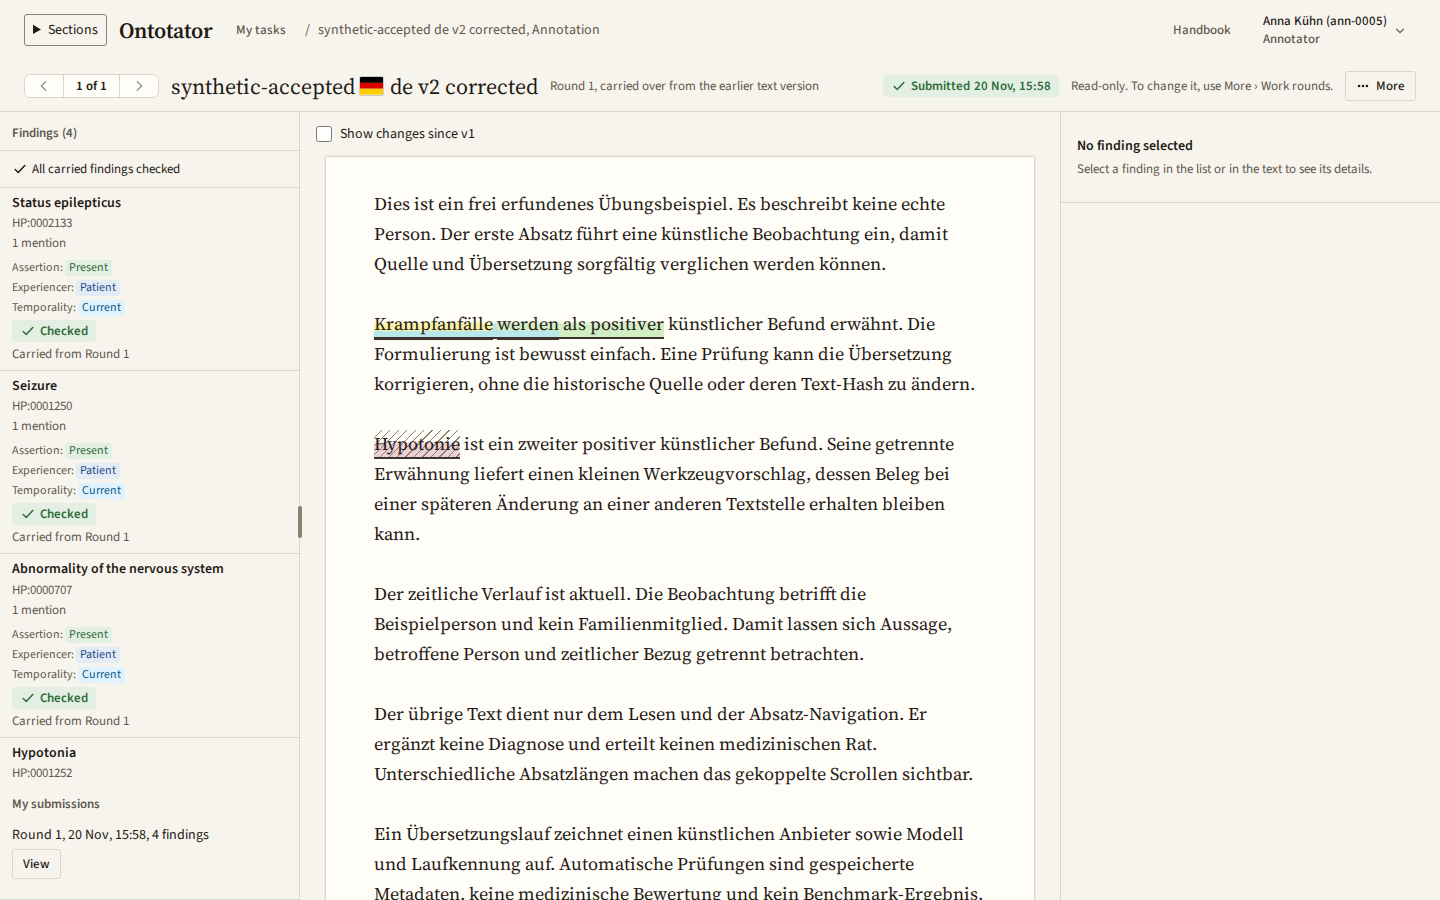 Sections
Ontotator
My tasks / synthetic-accepted de v2 corrected, Annotation
Handbook
Anna Kühn (ann-0005)
Annotator
1 of 1
synthetic-accepted de v2 corrected
Round 1, carried over from the earlier text version
Submitted 20 Nov, 15:58
Read-only. To change it, use More › Work rounds.
More
Findings (4)
All carried findings checked
Status epilepticus
HP:0002133
1 mention
Assertion: Present
Experiencer: Patient
Temporality: Current
Checked
Carried from Round 1
Seizure
HP:0001250
1 mention
Assertion: Present
Experiencer: Patient
Temporality: Current
Checked
Carried from Round 1
Abnormality of the nervous system
HP:0000707
1 mention
Assertion: Present
Experiencer: Patient
Temporality: Current
Checked
Carried from Round 1
Hypotonia
HP:0001252
My submissions
Round 1, 20 Nov, 15:58, 4 findings
View
Show changes since v1
Dies ist ein frei erfundenes Übungsbeispiel. Es beschreibt keine echte
Person. Der erste Absatz führt eine künstliche Beobachtung ein, damit
Quelle und Übersetzung sorgfältig verglichen werden können.
Krampfanfälle werden als positiver künstlicher Befund erwähnt. Die
Formulierung ist bewusst einfach. Eine Prüfung kann die Übersetzung
korrigieren, ohne die historische Quelle oder deren Text-Hash zu ändern.
Hypotonie ist ein zweiter positiver künstlicher Befund. Seine getrennte
Erwähnung liefert einen kleinen Werkzeugvorschlag, dessen Beleg bei
einer späteren Änderung an einer anderen Textstelle erhalten bleiben
kann.
Der zeitliche Verlauf ist aktuell. Die Beobachtung betrifft die
Beispielperson und kein Familienmitglied. Damit lassen sich Aussage,
betroffene Person und zeitlicher Bezug getrennt betrachten.
Der übrige Text dient nur dem Lesen und der Absatz-Navigation. Er
ergänzt keine Diagnose und erteilt keinen medizinischen Rat.
Unterschiedliche Absatzlängen machen das gekoppelte Scrollen sichtbar.
Ein Übersetzungslauf zeichnet einen künstlichen Anbieter sowie Modell
und Laufkennung auf. Automatische Prüfungen sind gespeicherte
Metadaten, keine medizinische Bewertung und kein Benchmark-Ergebnis.
No finding selected
Select a finding in the list or in the text to see its details.